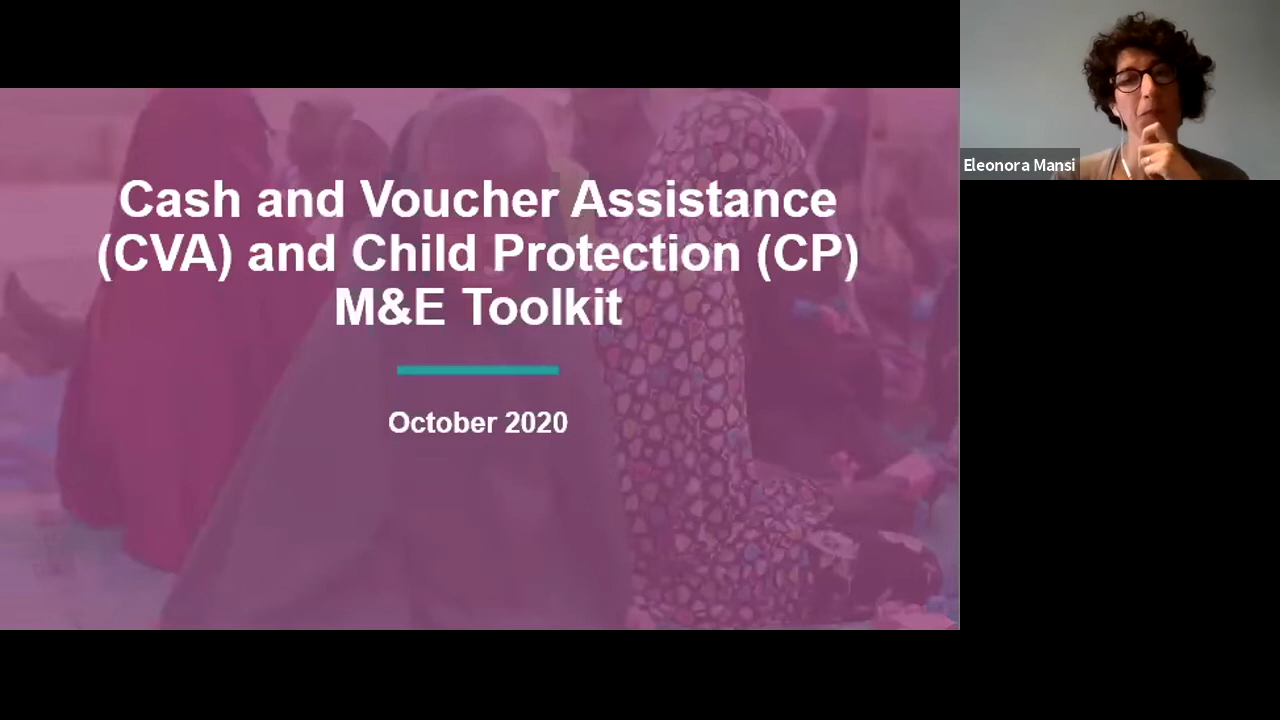 Cash and Voucher Assistance
(CVA) and Child Protection (CP)
M&E Toolkit
October 2020
Eleonora Mansi